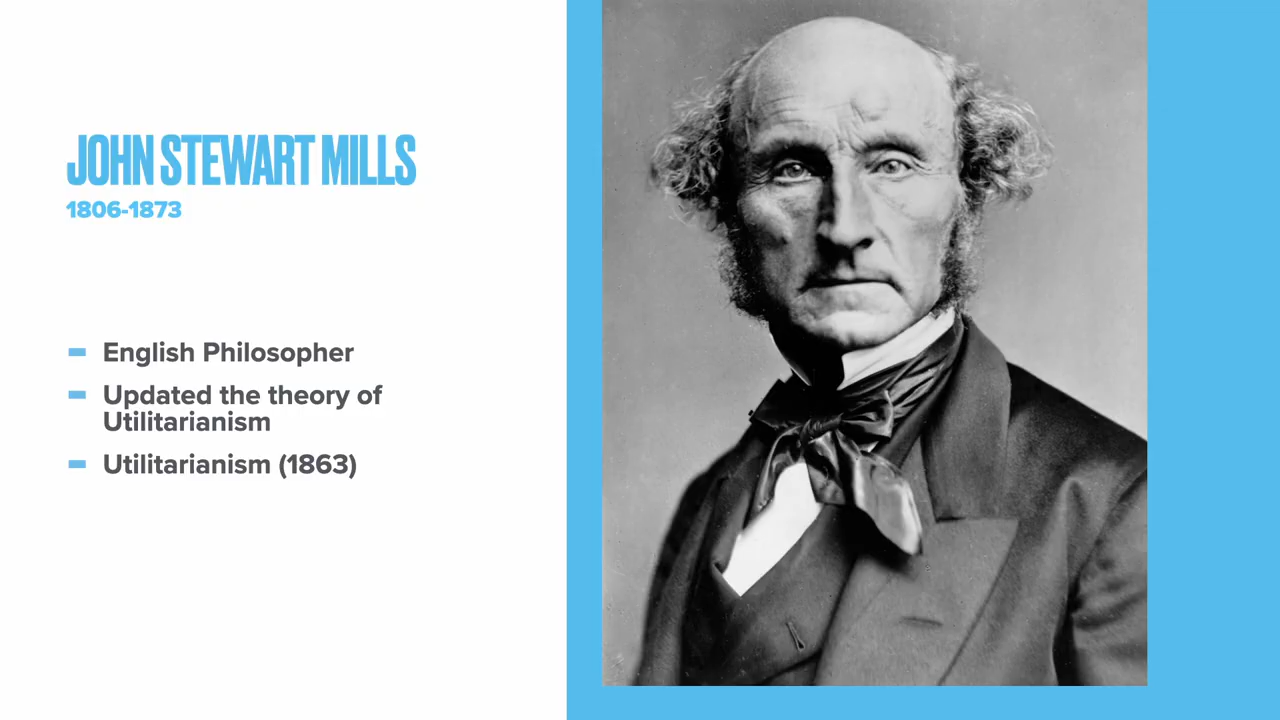 JOHN STEWART MILLS
1806-1873
English Philosopher
Updated the theory of
Utilitarianism
Utilitarianism (1863)